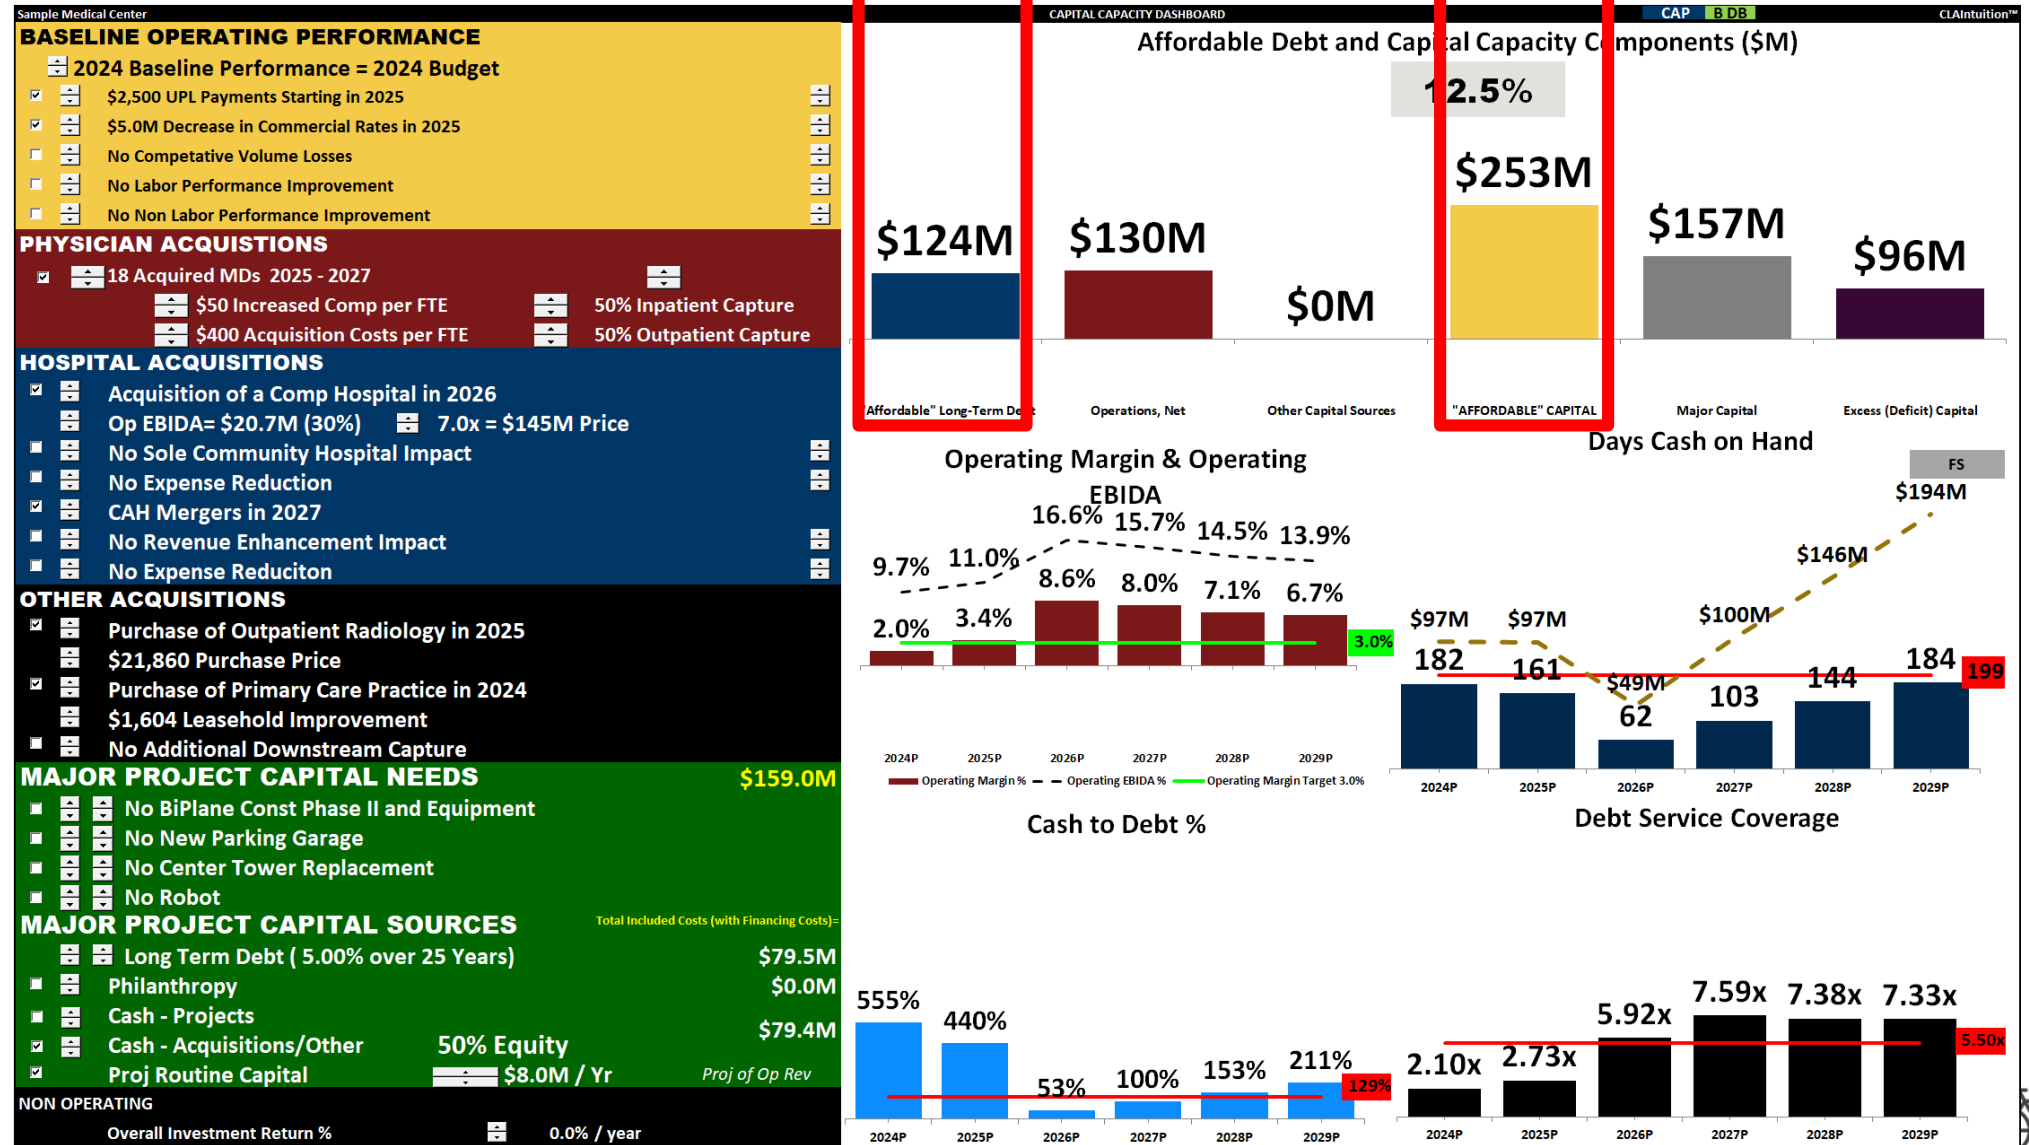 Sample Medical Center
CAPITAL CAPACITY DASHBOARD
CAP
B DB
CLAIntuition™
BASELINE OPERATING PERFORMANCE
2024 Baseline Performance = 2024 Budget
$2,500 UPL Payments Starting in 2025
$5.0M Decrease in Commercial Rates in 2025
No Competative Volume Losses
No Labor Performance Improvement
No Non Labor Performance Improvement
PHYSICIAN ACQUISTIONS
18 Acquired MDs 2025 - 2027
$50 Increased Comp per FTE
50% Inpatient Capture
$400 Acquisition Costs per FTE
50% Outpatient Capture
HOSPITAL ACQUISITIONS
Acquisition of a Comp Hospital in 2026
Op EBIDA= $20.7M (30%)
7.0x = $145M Price
No Sole Community Hospital Impact
No Expense Reduction
CAH Mergers in 2027
No Revenue Enhancement Impact
No Expense Reduciton
OTHER ACQUISITIONS
Purchase of Outpatient Radiology in 2025
$21,860 Purchase Price
Purchase of Primary Care Practice in 2024
$1,604 Leasehold Improvement
No Additional Downstream Capture
MAJOR PROJECT CAPITAL NEEDS
$159.0M
No BiPlane Const Phase II and Equipment
No New Parking Garage
No Center Tower Replacement
No Robot
MAJOR PROJECT CAPITAL SOURCES
Total Included Costs (with Financing Costs)=
Long Term Debt ( 5.00% over 25 Years)
$79.5M
Philanthropy
$0.0M
Cash - Projects
$79.4M
Cash - Acquisitions/Other
50% Equity
Proj Routine Capital
$8.0M / Yr
Proj of Op Rev
NON OPERATING
Overall Investment Return %
0.0% / year
Affordable Debt and Capital Capacity Components ($M)
12.5%
$124M
$130M
$0M
$253M
$157M
$96M
"Affordable" Long-Term Debt
Operations, Net
Other Capital Sources
"AFFORDABLE" CAPITAL
Major Capital
Excess (Deficit) Capital
Operating Margin & Operating
EBIDA
9.7%
11.0%
16.6%
15.7%
14.5%
13.9%
2.0%
3.4%
8.6%
8.0%
7.1%
6.7%
3.0%
2024P
2025P
2026P
2027P
2028P
2029P
Operating Margin %
Operating EBIDA %
Operating Margin Target 3.0%
Days Cash on Hand
FS
$97M
$97M
$49M
$100M
$146M
$194M
182
161
62
103
144
184
199
2024P
2025P
2026P
2027P
2028P
2029P
Cash to Debt %
555%
440%
53%
100%
153%
211%
129%
2024P
2025P
2026P
2027P
2028P
2029P
Debt Service Coverage
2.10x
2.73x
5.92x
7.59x
7.38x
7.33x
5.50x
2024P
2025P
2026P
2027P
2028P
2029P